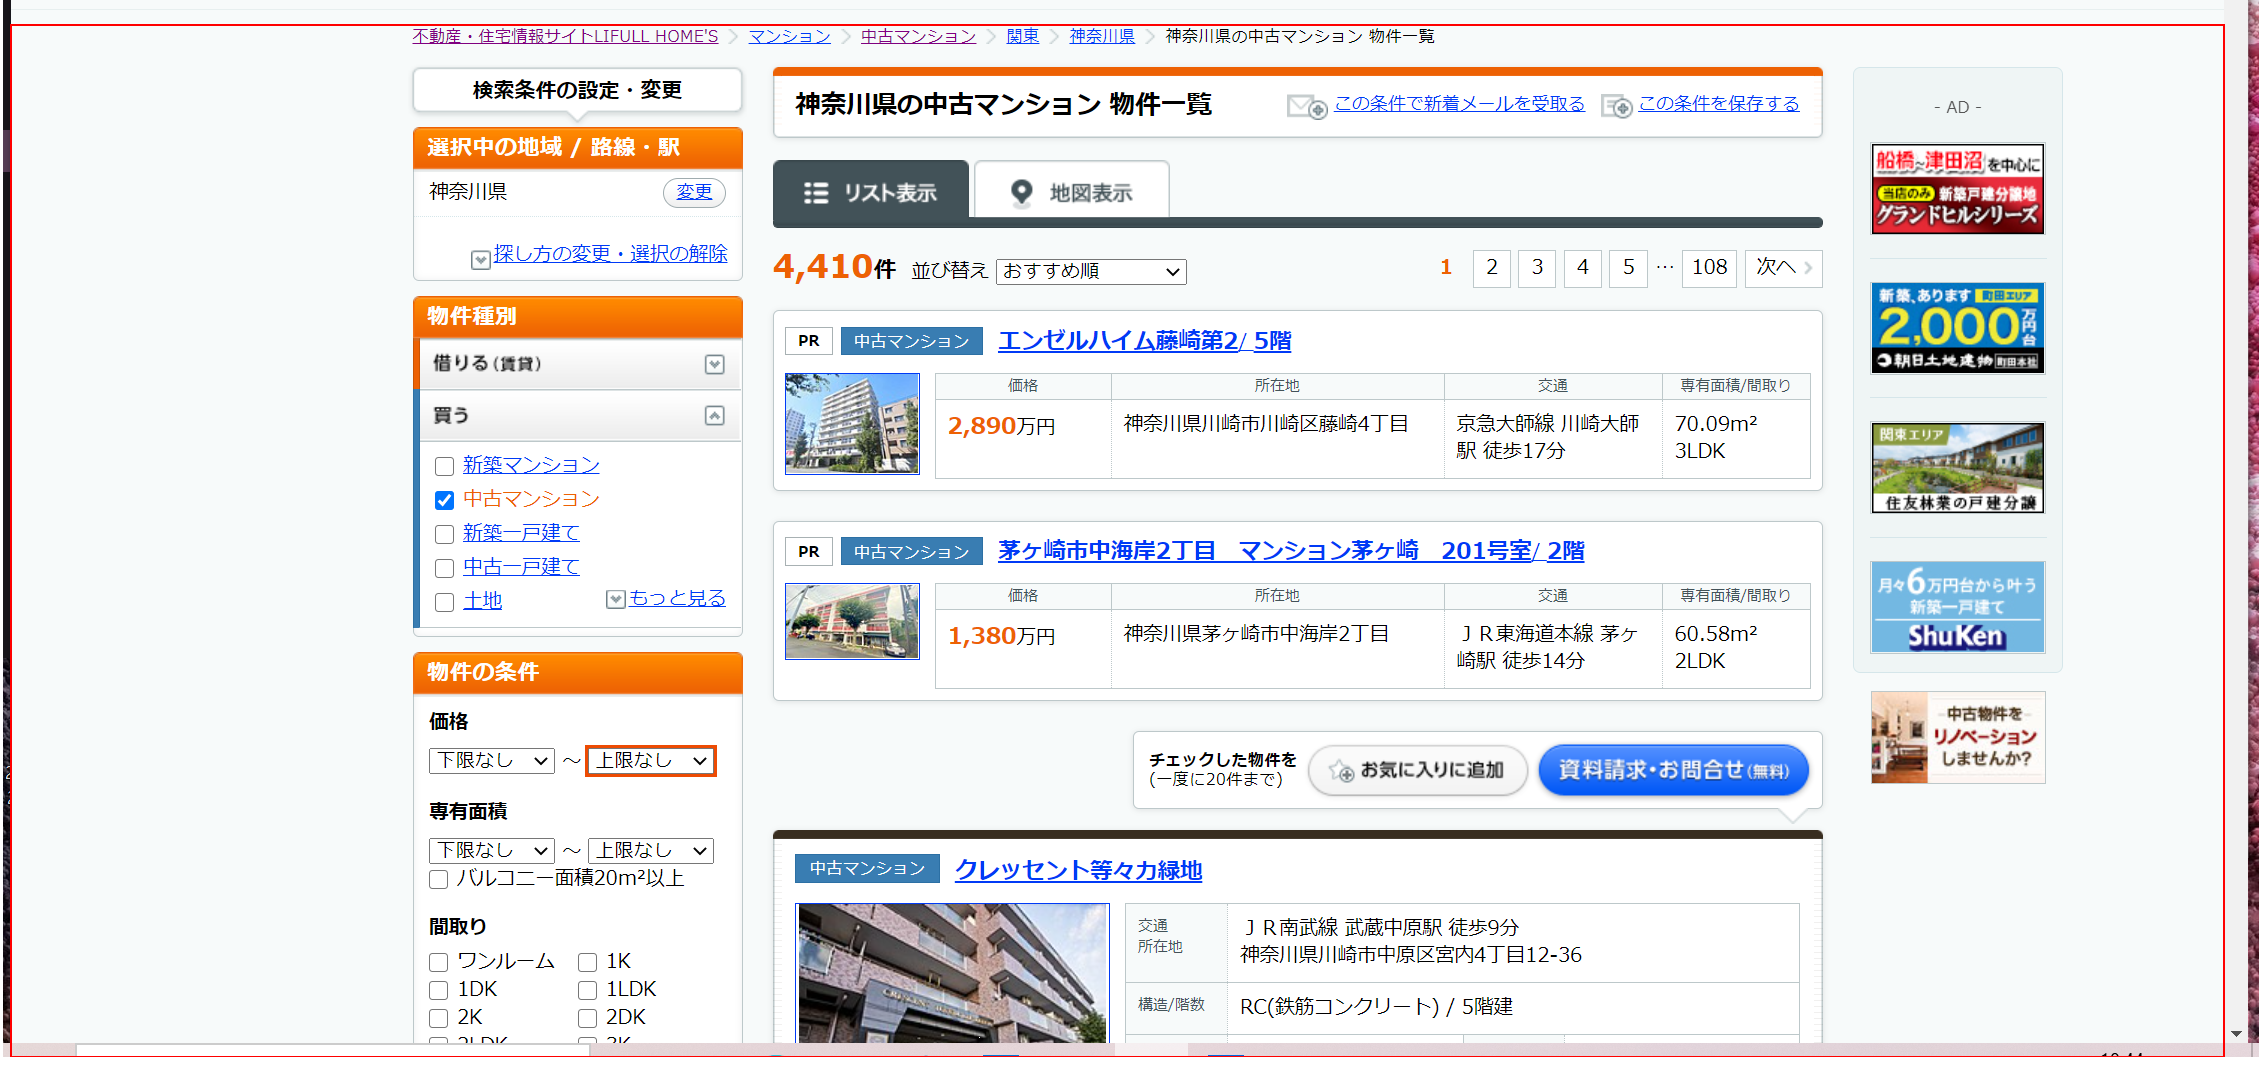 不動産・住宅情報サイトLIFULL HOME'S > マンション > 中古マンション > 関東 > 神奈川県 > 神奈川県の中古マンション 物件一覧
検索条件の設定・変更
選択中の地域 / 路線・駅
神奈川県 変更
探し方の変更・選択の解除
物件種別
借りる(賃貸)
買う
新築マンション
中古マンション
新築一戸建て
中古一戸建て
土地 もっと見る
物件の条件
価格
下限なし ～ 上限なし
専有面積
下限なし ～ 上限なし
バルコニー面積20m²以上
間取り
ワンルーム 1K
1DK 1LDK
2K 2DK
2LDK 3K
神奈川県の中古マンション 物件一覧 この条件で新着メールを受取る この条件を保存する
リスト表示 地図表示
4,410件 並び替え おすすめ順 1 2 3 4 5 … 108 次へ
PR 中古マンション エンゼルハイム藤崎第2/ 5階
価格 所在地 交通 専有面積/間取り
2,890万円 神奈川県川崎市川崎区藤崎4丁目 京急大師線 川崎大師 70.09m²
駅 徒歩17分 3LDK
PR 中古マンション 茅ヶ崎市中海岸2丁目　マンション茅ヶ崎　201号室/ 2階
価格 所在地 交通 専有面積/間取り
1,380万円 神奈川県茅ヶ崎市中海岸2丁目 ＪＲ東海道本線 茅ヶ 60.58m²
崎駅 徒歩14分 2LDK
チェックした物件を
(一度に20件まで) お気に入りに追加 資料請求・お問合せ(無料)
中古マンション クレッセント等々力緑地
交通 ＪＲ南武線 武蔵中原駅 徒歩9分
所在地 神奈川県川崎市中原区宮内4丁目12-36
構造/階数 RC(鉄筋コンクリート) / 5階建
- AD -
船橋～津田沼を中心に
当店のみ 新築戸建分譲地
グランドヒルシリーズ
新築、あります 町田エリア
2,000万円台
朝日土地建物 町田本社
関東エリア
住友林業の戸建分譲
月々6万円台から叶う
新築一戸建て
ShuKen
中古物件を
リノベーション
しませんか?